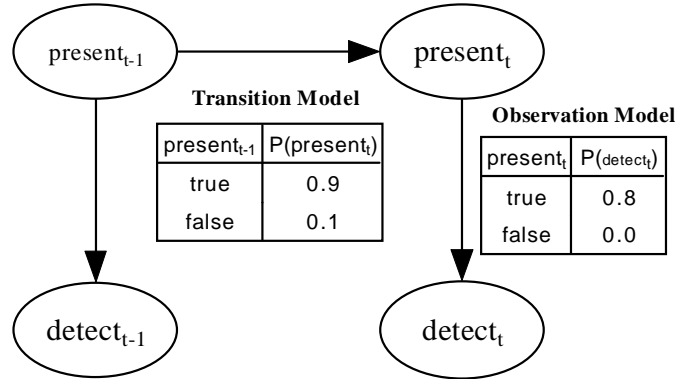 present_{t-1}
present_t
Transition Model
present_{t-1} P(present_t)
true 0.9
false 0.1
Observation Model
present_t P(detect_t)
true 0.8
false 0.0
detect_{t-1}
detect_t